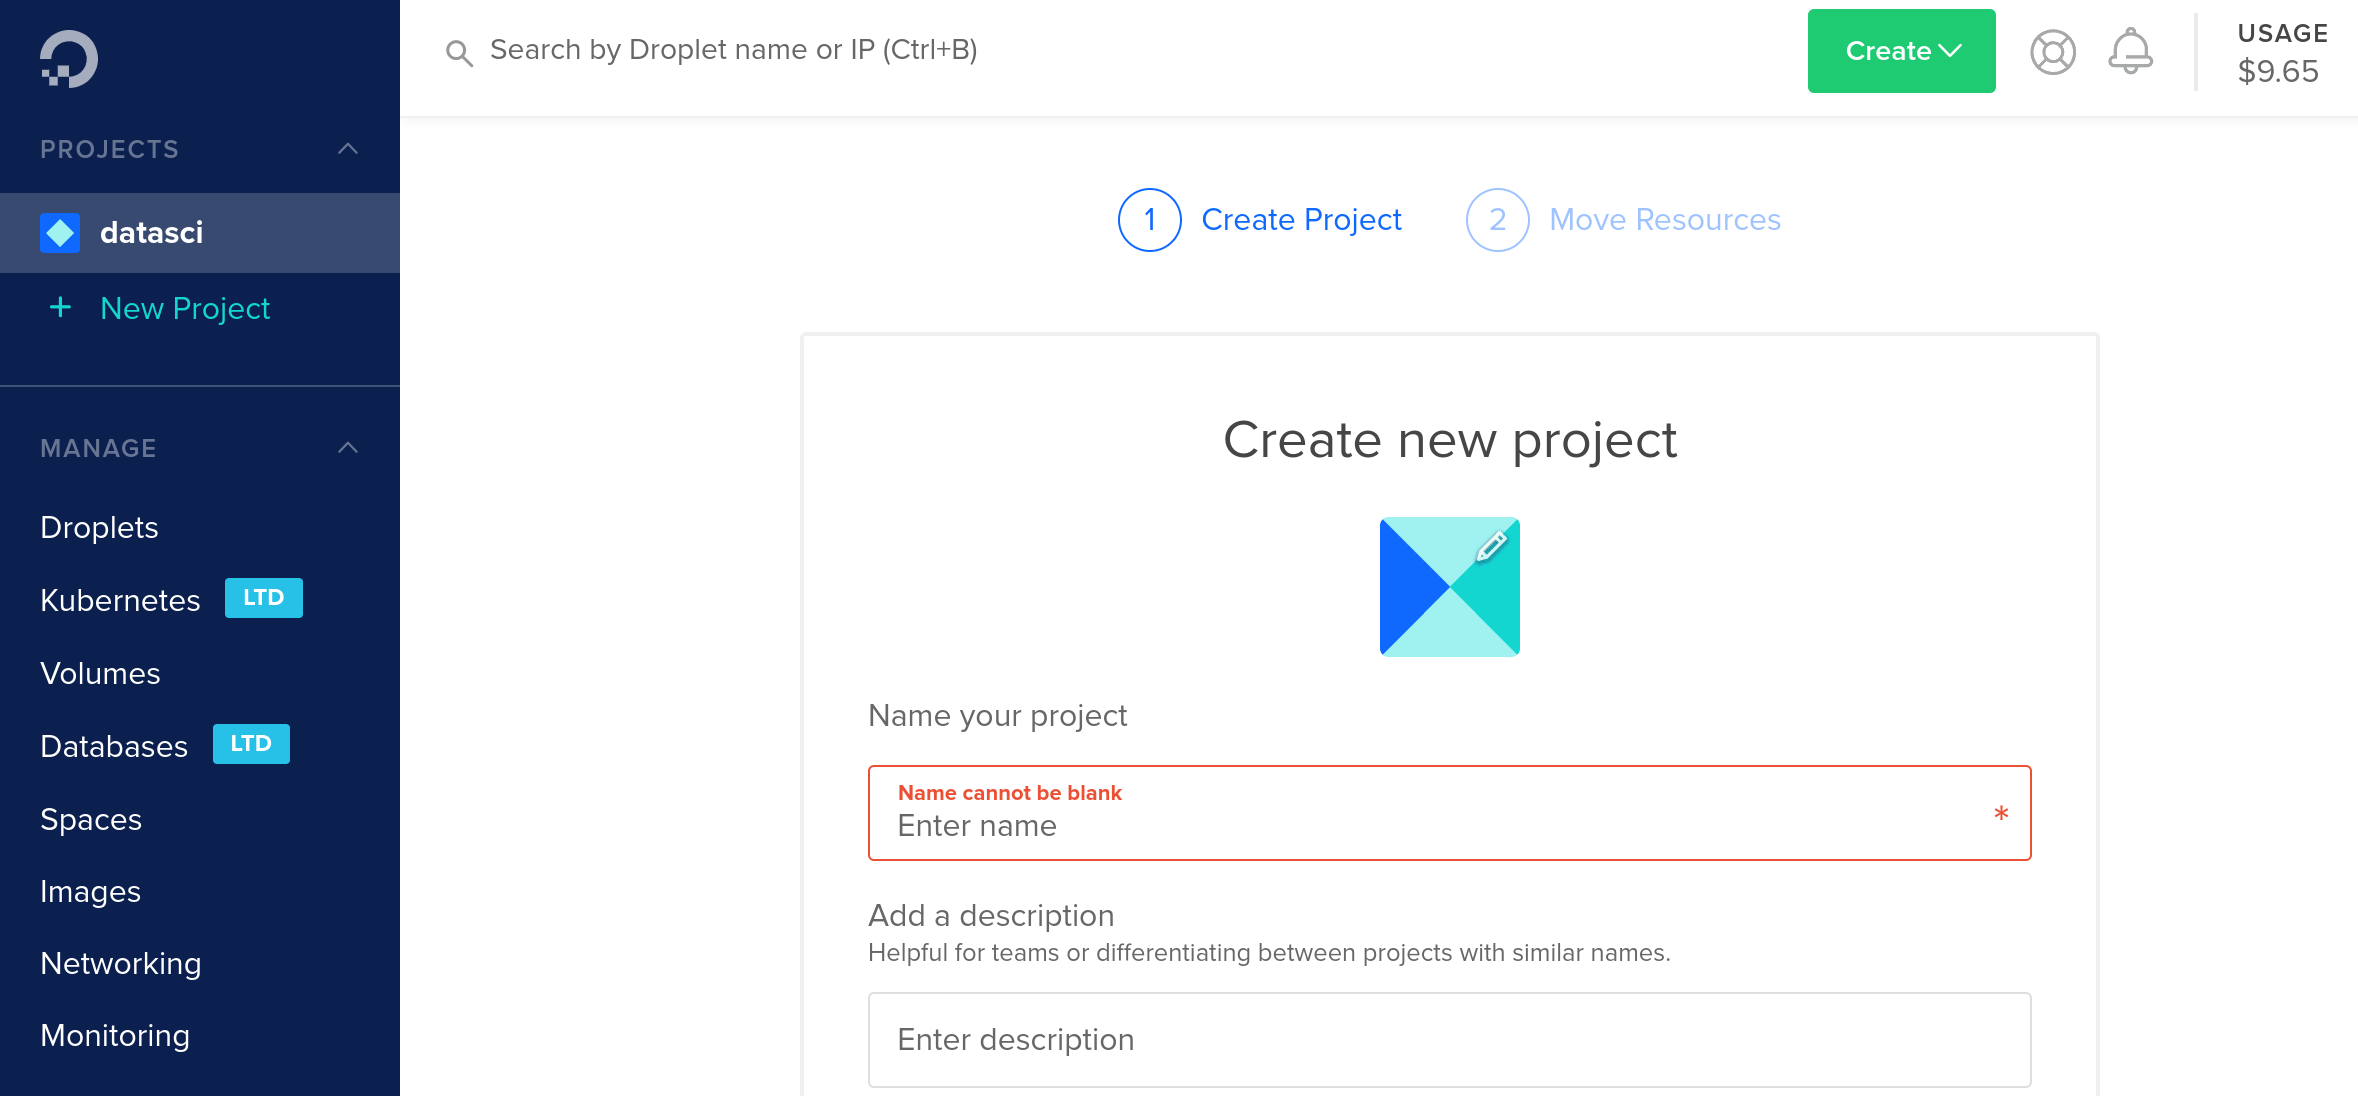 PROJECTS
datasci
+ New Project
MANAGE
Droplets
Kubernetes LTD
Volumes
Databases LTD
Spaces
Images
Networking
Monitoring
Search by Droplet name or IP (Ctrl+B)
Create
USAGE
$9.65
1 Create Project 2 Move Resources
Create new project
Name your project
Name cannot be blank
Enter name *
Add a description
Helpful for teams or differentiating between projects with similar names.
Enter description